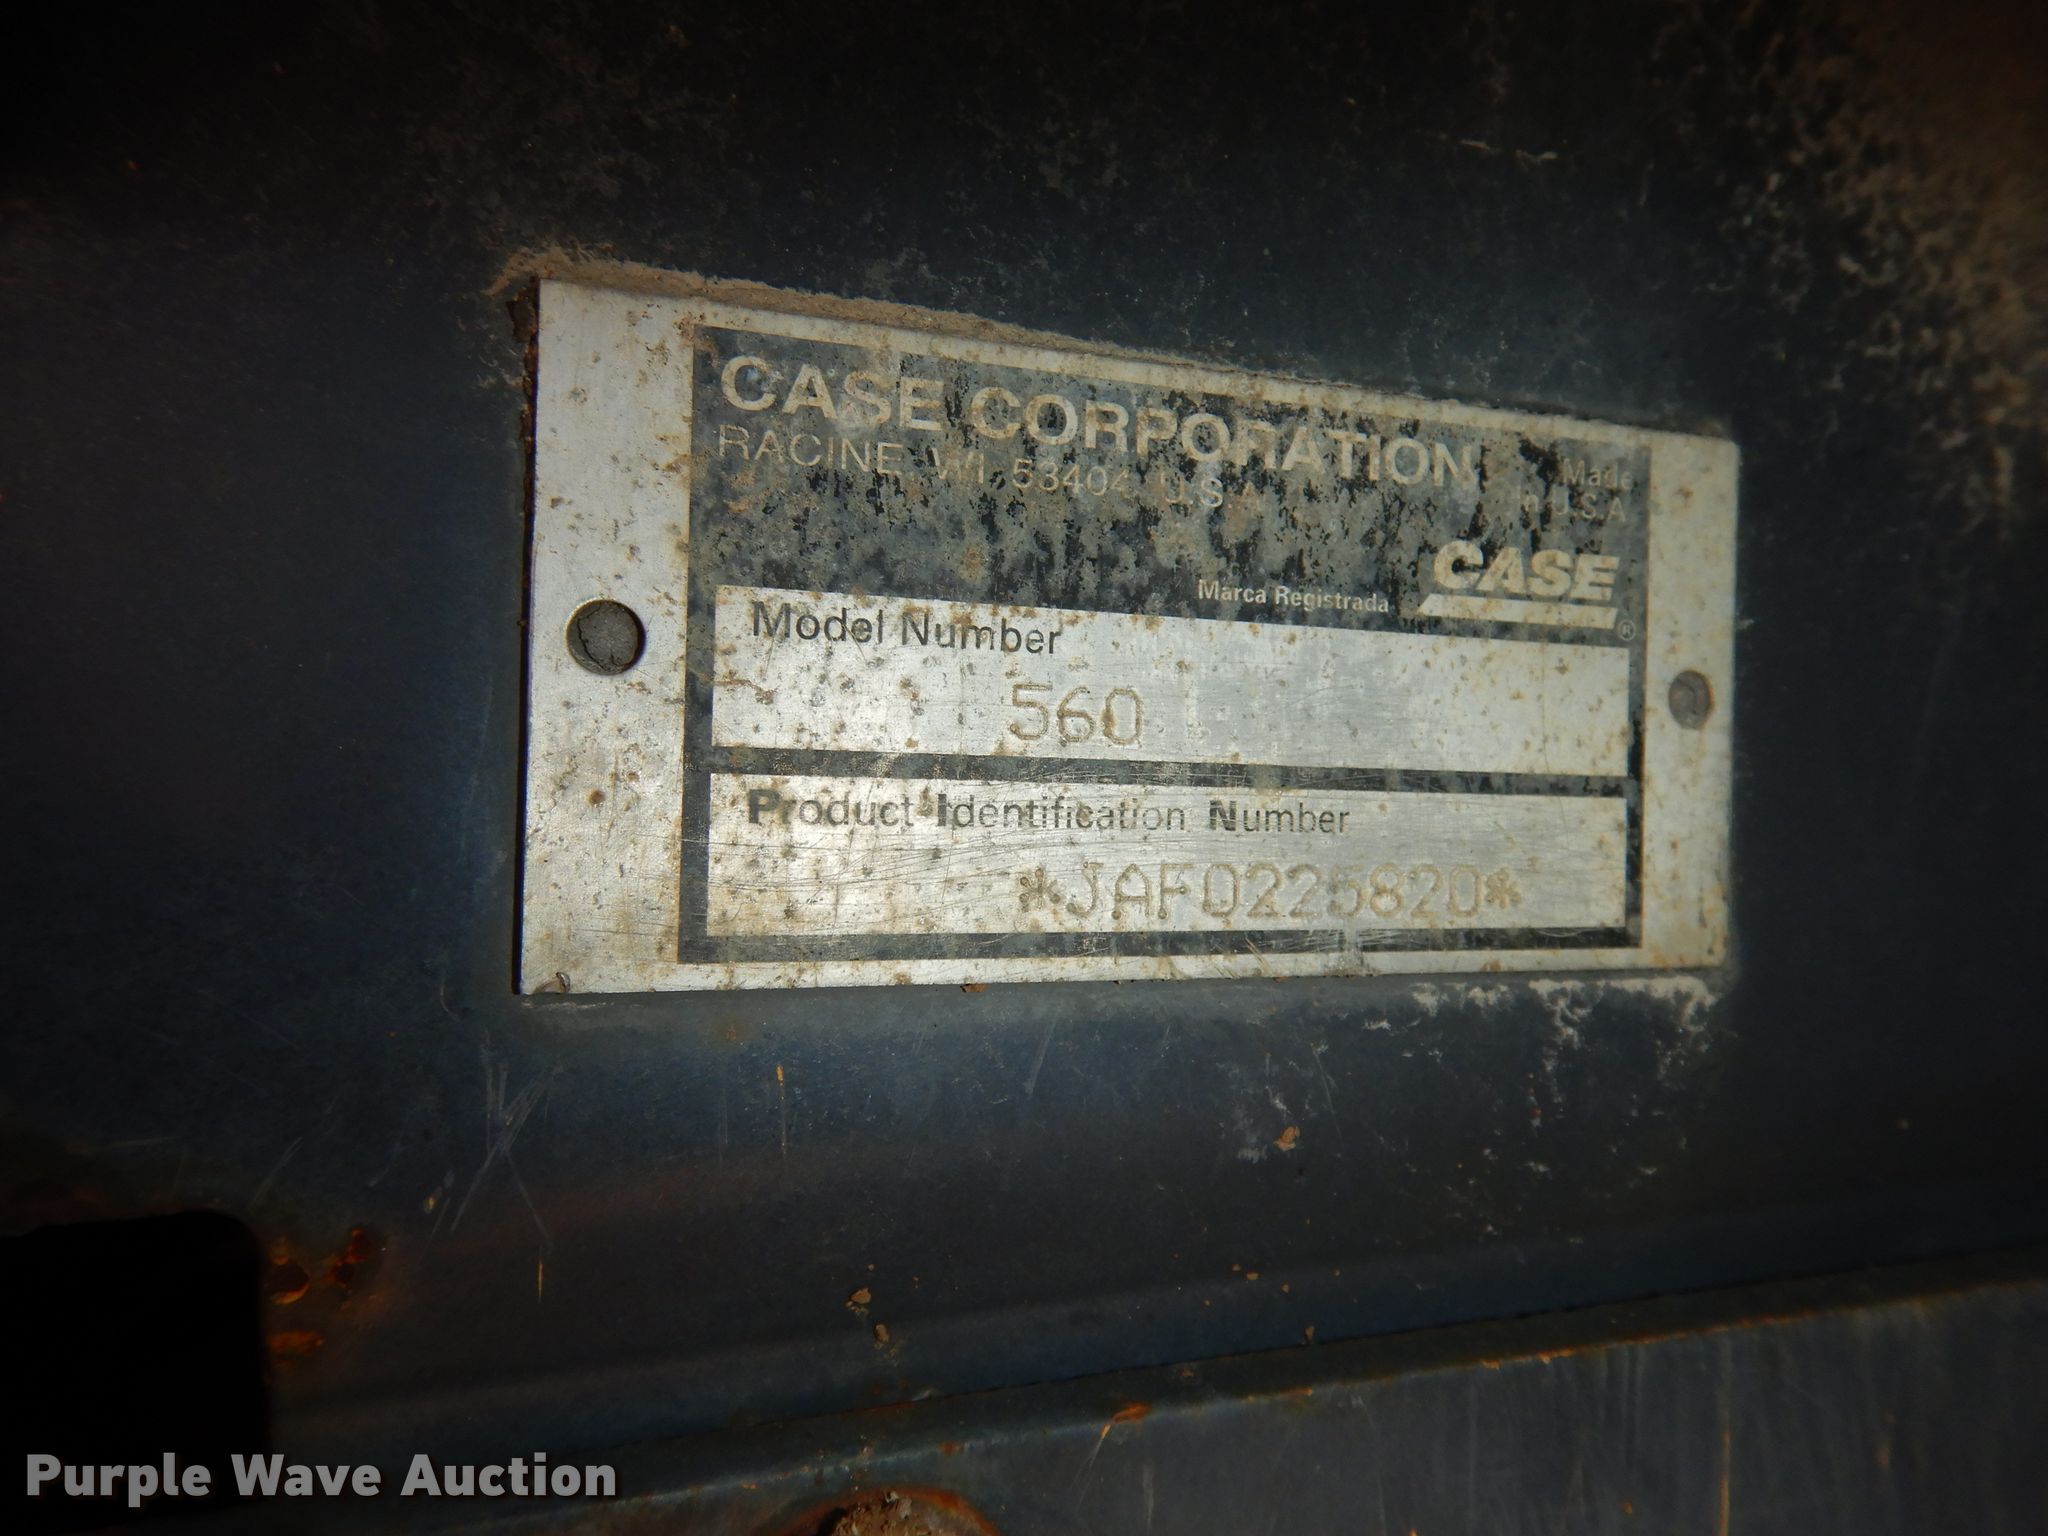 CASE CORPORATION
RACINE WI 53404 U.S.A.
Made
In U.S.A
CASE
Marca Registrada
®
Model Number
560
Product Identification Number
*JAF0225820*
Purple Wave Auction